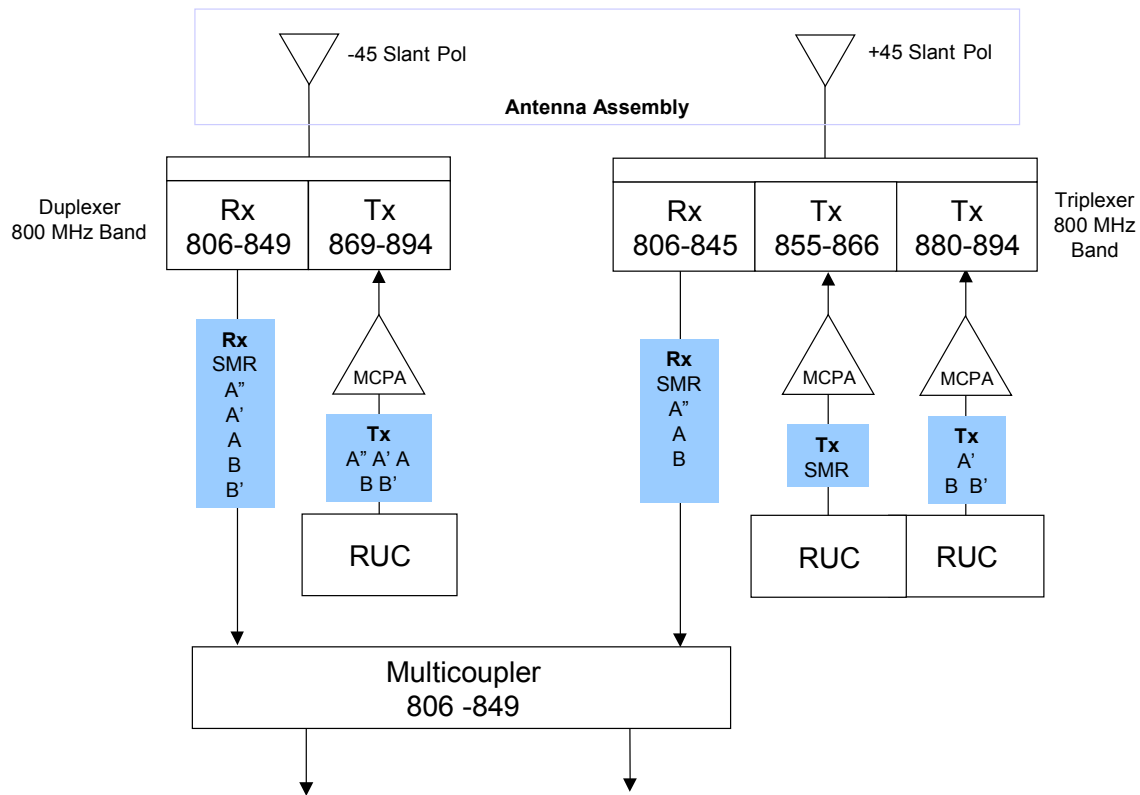 -45 Slant Pol
+45 Slant Pol
Antenna Assembly
Duplexer
800 MHz Band
Rx
806-849
Tx
869-894
Rx
806-845
Tx
855-866
Tx
880-894
Triplexer
800 MHz
Band
Rx
SMR
A”
A’
A
B
B’
MCPA
Tx
A” A’ A
B B’
RUC
Rx
SMR
A”
A
B
MCPA
Tx
SMR
RUC
MCPA
Tx
A’
B B’
RUC
Multicoupler
806 -849